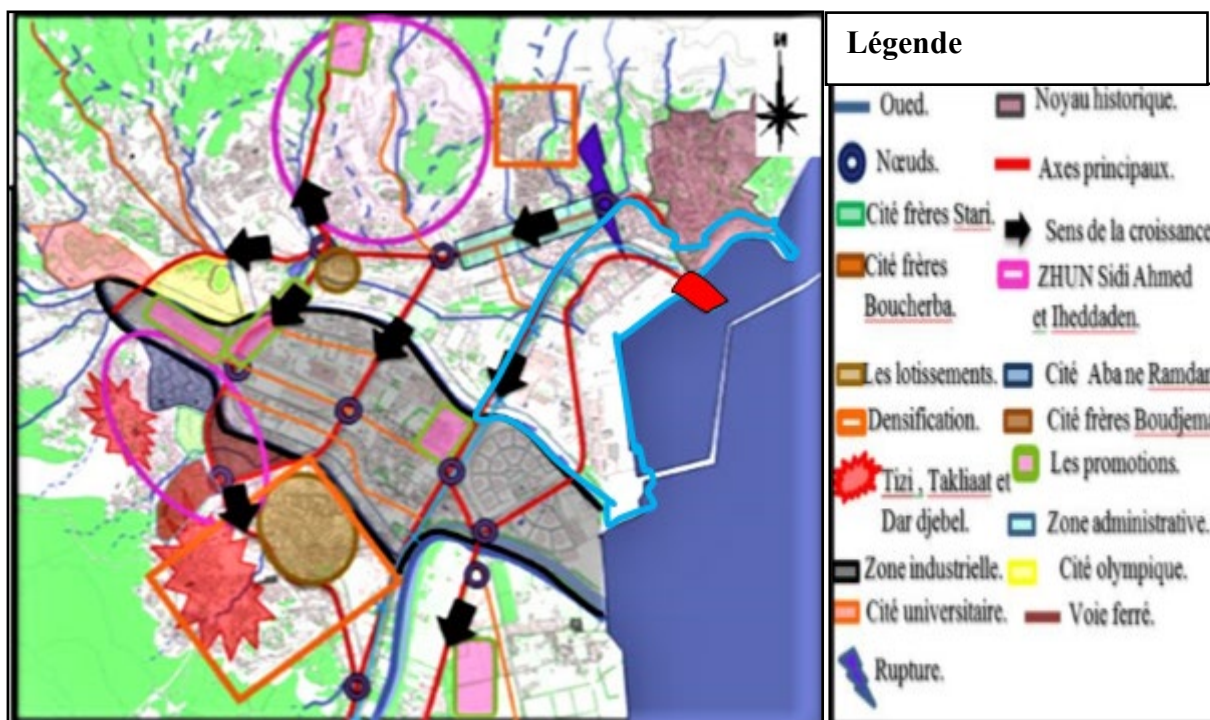 Légende
Oued.
Noyau historique.
Nœuds.
Axes principaux.
Cité frères Stari.
Sens de la croissance
Cité frères
Boucherba.
ZHUN Sidi Ahmed
et Iheddaden.
Les lotissements.
Cité Aba ne Ramdan
Densification.
Cité frères Boudjema
Les promotions.
Tizi , Takliaat et
Dar djebel.
Zone administrative.
Zone industrielle.
Cité olympique.
Cité universitaire.
Voie ferré.
Rupture.